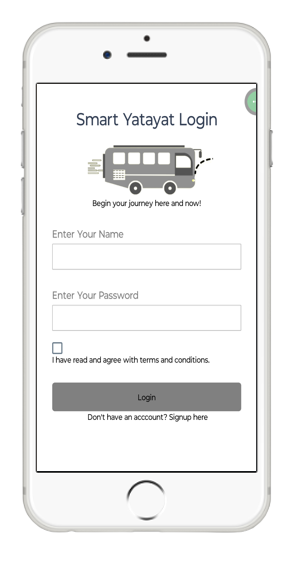 Smart Yatayat Login
Begin your journey here and now!
Enter Your Name
Enter Your Password
I have read and agree with terms and conditions.
Login
Don't have an acccount? Signup here